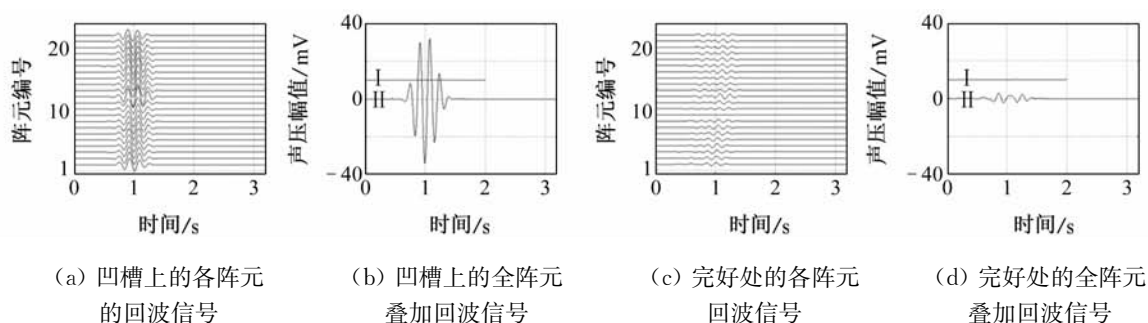 阵元编号
20
10
1
0 1 2 3
时间/s
声压幅值/mV
40
I
0
II
-40
0 1 2 3
时间/s
阵元编号
20
10
1
0 1 2 3
时间/s
声压幅值/mV
40
I
0
II
-40
0 1 2 3
时间/s
(a) 凹槽上的各阵元
的回波信号
(b) 凹槽上的全阵元
叠加回波信号
(c) 完好处的各阵元
回波信号
(d) 完好处的全阵元
叠加回波信号